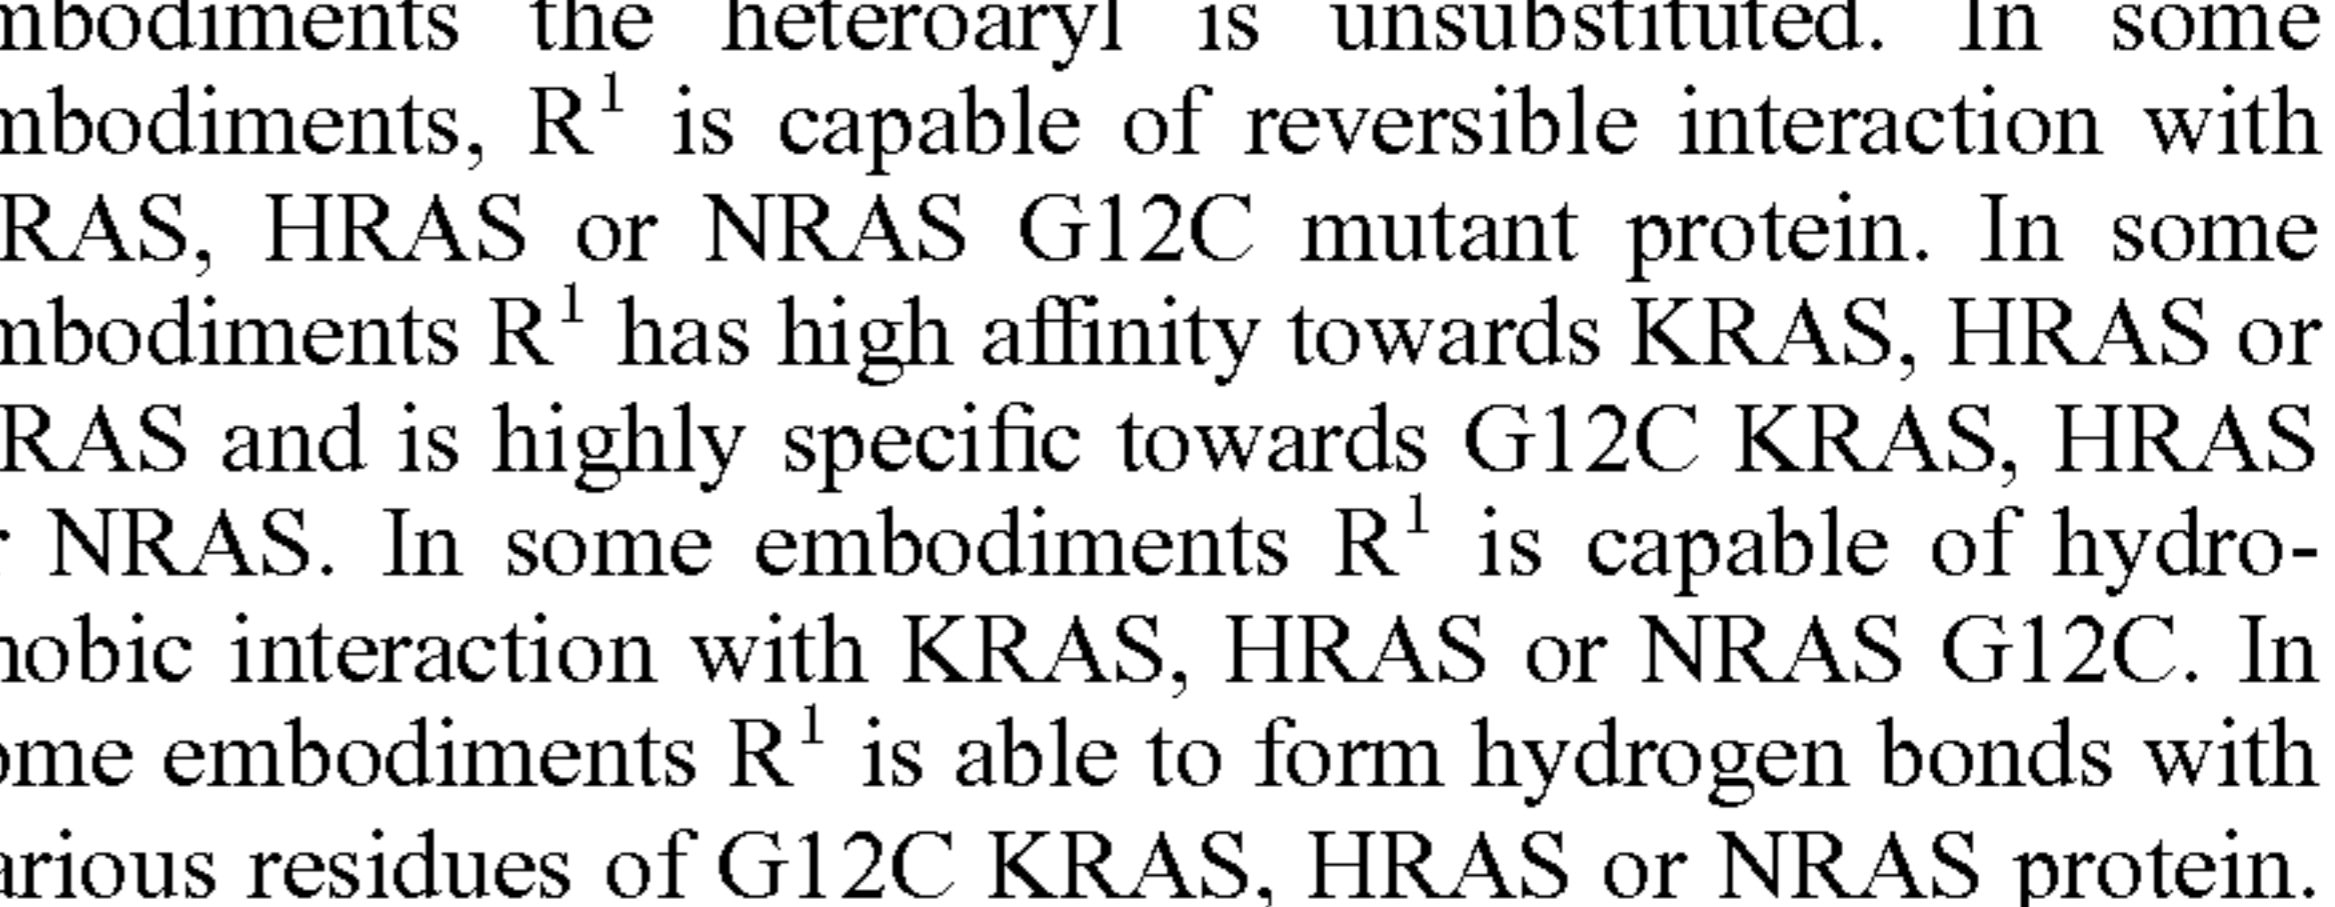 mbodiments the heteroaryl is unsubstituted. In some
mbodiments, R¹ is capable of reversible interaction with
RAS, HRAS or NRAS G12C mutant protein. In some
mbodiments R¹ has high affinity towards KRAS, HRAS or
RAS and is highly specific towards G12C KRAS, HRAS
r NRAS. In some embodiments R¹ is capable of hydro-
hobic interaction with KRAS, HRAS or NRAS G12C. In
ome embodiments R¹ is able to form hydrogen bonds with
arious residues of G12C KRAS, HRAS or NRAS protein.